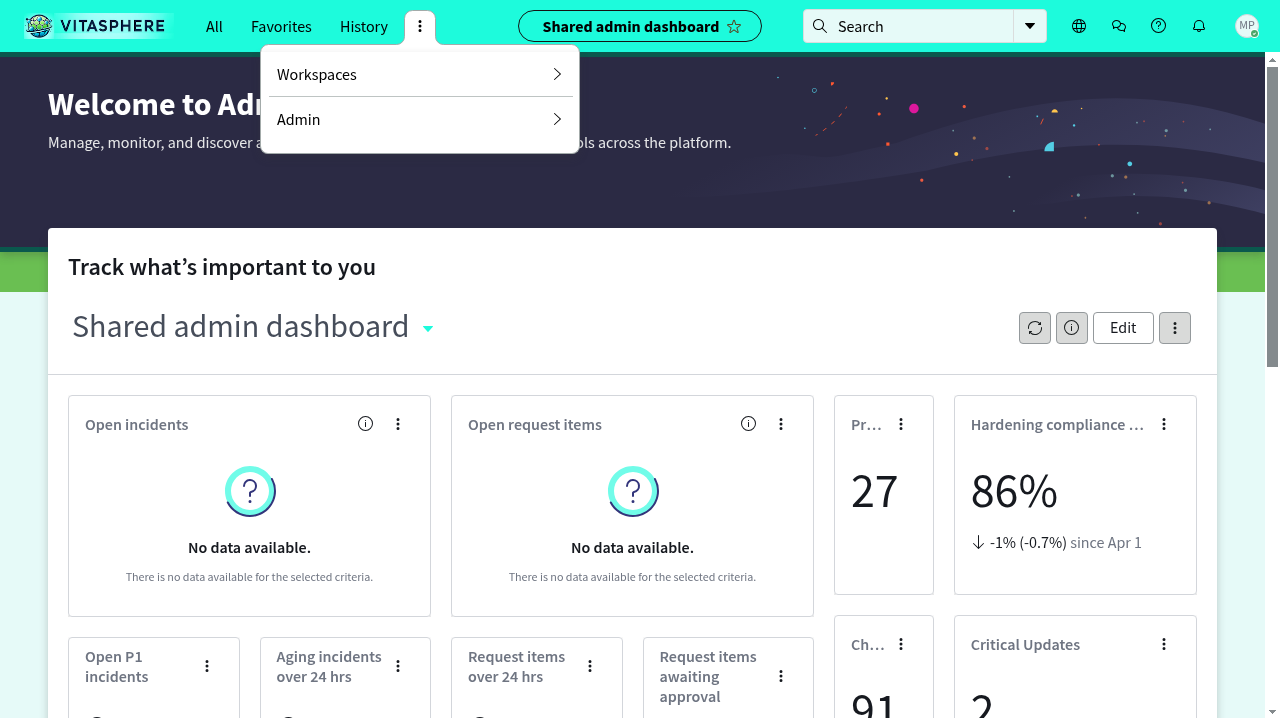 VITASPHERE
All
Favorites
History
Shared admin dashboard
Search
MP
Workspaces
Admin
Welcome to Ad
Manage, monitor, and discover
across the platform.
Track what's important to you
Shared admin dashboard
Edit
Open incidents
No data available.
There is no data available for the selected criteria.
Open request items
No data available.
There is no data available for the selected criteria.
Pr...
27
Hardening compliance ...
86%
-1% (-0.7%) since Apr 1
Open P1
incidents
Aging incidents
over 24 hrs
Request items
over 24 hrs
Request items
awaiting
approval
Ch...
91
Critical Updates
2